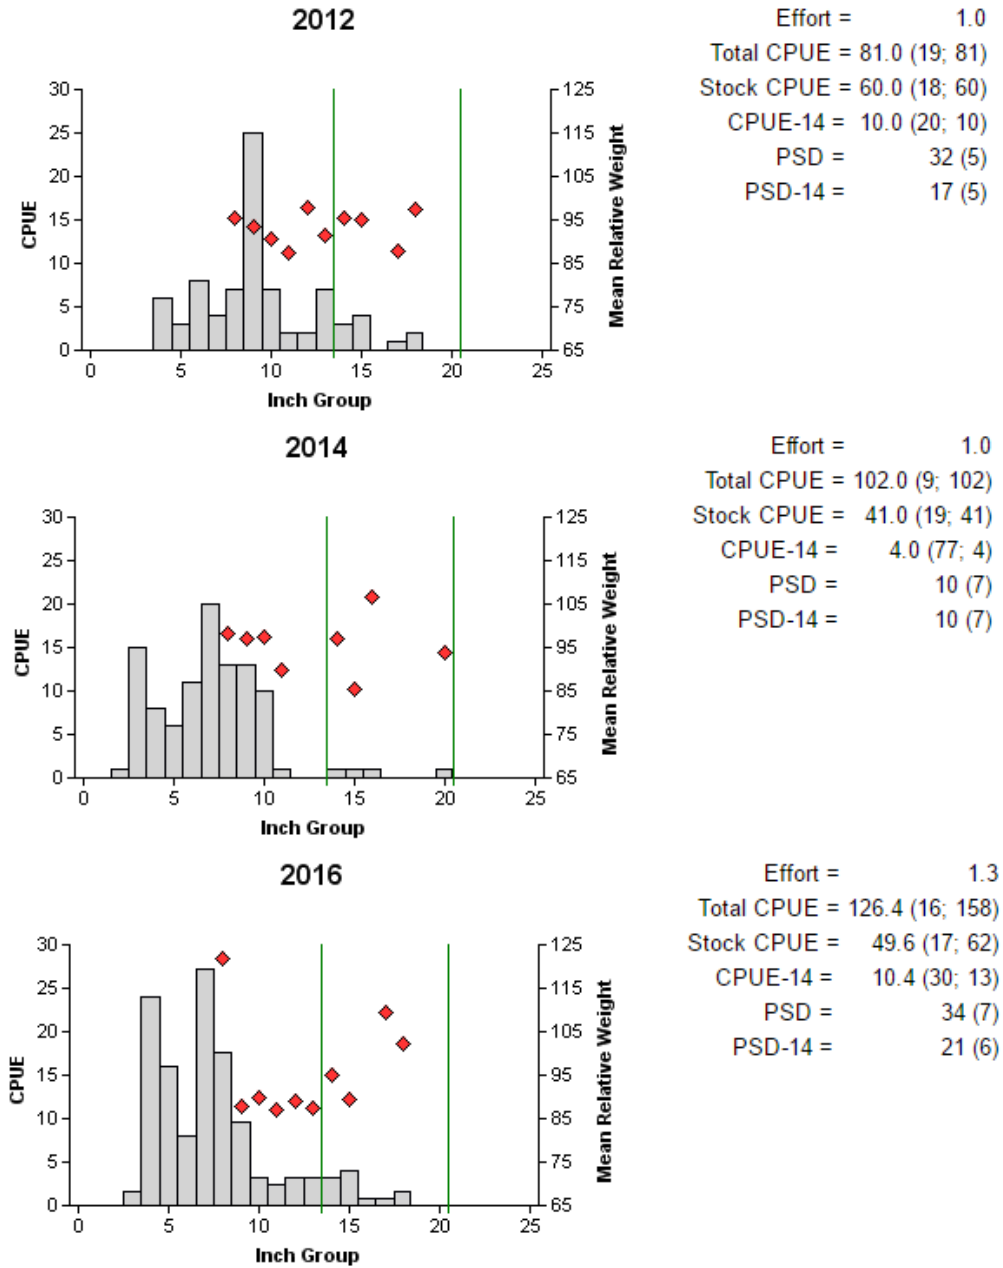 2012
Effort = 1.0
Total CPUE = 81.0 (19; 81)
Stock CPUE = 60.0 (18; 60)
CPUE-14 = 10.0 (20; 10)
PSD = 32 (5)
PSD-14 = 17 (5)
30
25
20
15
10
5
0
CPUE
125
115
105
95
85
75
65
Mean Relative Weight
0 5 10 15 20 25
Inch Group
2014
Effort = 1.0
Total CPUE = 102.0 (9; 102)
Stock CPUE = 41.0 (19; 41)
CPUE-14 = 4.0 (77; 4)
PSD = 10 (7)
PSD-14 = 10 (7)
30
25
20
15
10
5
0
CPUE
125
115
105
95
85
75
65
Mean Relative Weight
0 5 10 15 20 25
Inch Group
2016
Effort = 1.3
Total CPUE = 126.4 (16; 158)
Stock CPUE = 49.6 (17; 62)
CPUE-14 = 10.4 (30; 13)
PSD = 34 (7)
PSD-14 = 21 (6)
30
25
20
15
10
5
0
CPUE
125
115
105
95
85
75
65
Mean Relative Weight
0 5 10 15 20 25
Inch Group